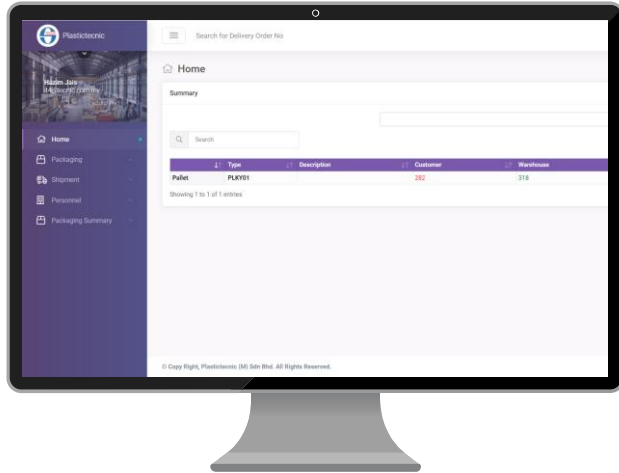 Plastictecnic
Search for Delivery Order No
Hazim Jais
Home
Summary
Search
Type Description Customer Warehouse
Pallet PLKY01 282 318
Showing 1 to 1 of 1 entries
Home
Packaging
Shipment
Personnel
Packaging Summary
© Copy Right, Plastictecnic (M) Sdn Bhd. All Rights Reserved.